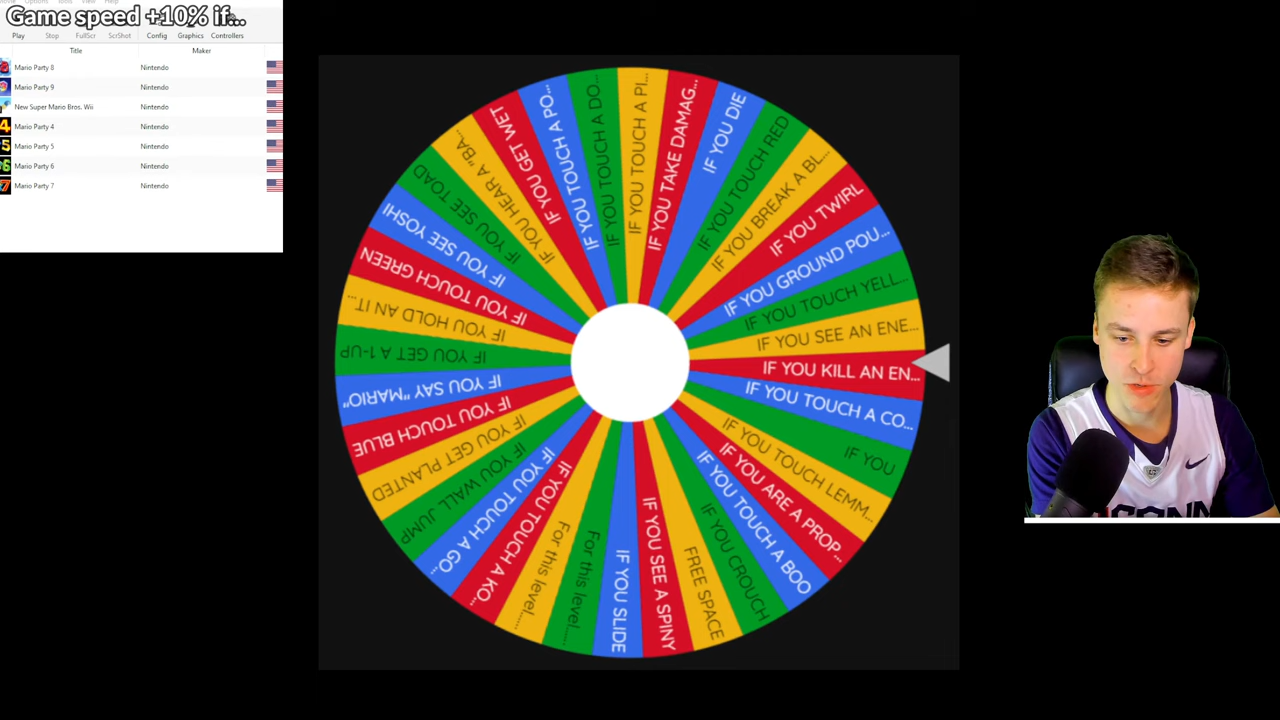 Menu Options Tools View Help
Game speed +10% if...
Play Stop FullScr ScrShot Config Graphics Controllers
Title Maker
Mario Party 8 Nintendo
Mario Party 9 Nintendo
New Super Mario Bros. Wii Nintendo
Mario Party 4 Nintendo
Mario Party 5 Nintendo
Mario Party 6 Nintendo
Mario Party 7 Nintendo
IF YOU TOUCH A PI...
IF YOU TAKE DAMAG...
IF YOU DIE
IF YOU TOUCH RED
IF YOU BREAK A BL...
IF YOU TWIRL
IF YOU GROUND POU...
IF YOU TOUCH YELL...
IF YOU SEE AN ENE...
IF YOU KILL AN EN...
IF YOU TOUCH A CO...
IF YOU
IF YOU TOUCH LEMM...
IF YOU ARE A PROP...
IF YOU TOUCH A BOO
IF YOU CROUCH
FREE SPACE
IF YOU SEE A SPINY
IF YOU SLIDE
For this level.....
For this level.....
IF YOU TOUCH A KO...
IF YOU TOUCH A GO...
IF YOU WALL JUMP
IF YOU GET PLANTED
IF YOU TOUCH BLUE
IF YOU SAY "MARIO"
IF YOU GET A 1-UP
IF YOU HOLD AN IT...
IF YOU TOUCH GREEN
IF YOU SEE YOSHI
IF YOU SEE TOAD
IF YOU HEAR A "BA...
IF YOU GET WET
IF YOU TOUCH A PO...
IF YOU TOUCH A DO...